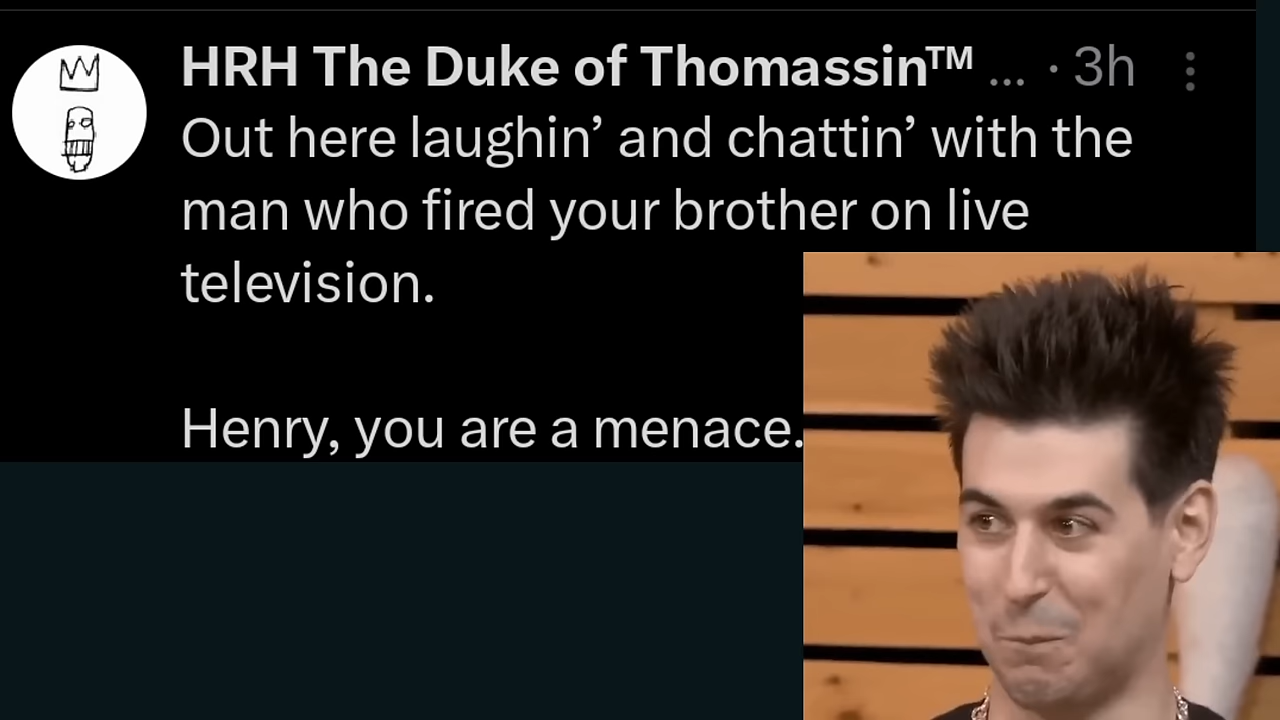 HRH The Duke of Thomassin™ ... · 3h
Out here laughin’ and chattin’ with the
man who fired your brother on live
television.
Henry, you are a menace.